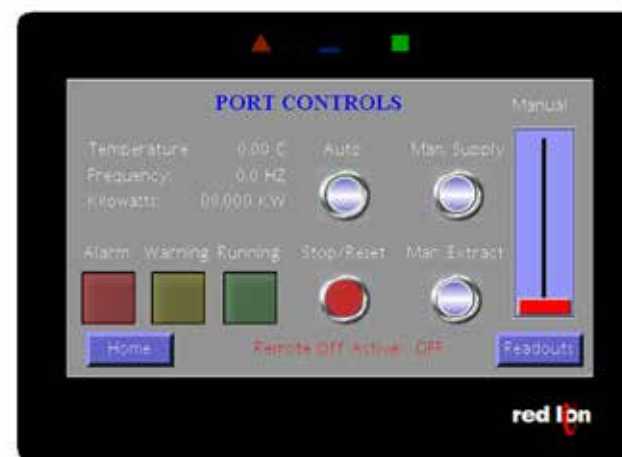 PORT CONTROLS
Manual
Temperature 0.00 C
Frequency: 0.0 HZ
Kilowatts: 00,000 KW
Auto
Man. Supply
Alarm Warning Running
Stop/Reset
Man. Extract
Home
Remote Off Active: OFF
Readouts
red lion